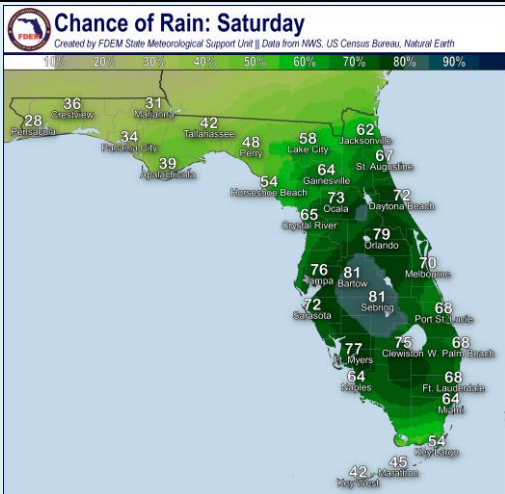 FDEM
Chance of Rain: Saturday
Created by FDEM State Meteorological Support Unit || Data from NWS, US Census Bureau, Natural Earth
10% 20% 30% 40% 50% 60% 70% 80% 90%
28
Pensacola
36
Crestview
31
Marianna
34
Panama City
42
Tallahassee
39
Apalachicola
48
Perry
58
Lake City
62
Jacksonville
67
St. Augustine
64
Gainesville
54
Horseshoe Beach
73
Ocala
72
Daytona Beach
65
Crystal River
79
Orlando
70
Melbourne
76
Tampa
81
Bartow
81
Sebring
72
Sarasota
68
Port St. Lucie
77
Ft. Myers
75
Clewiston
68
W. Palm Beach
64
Naples
68
Ft. Lauderdale
64
Miami
54
Key Largo
45
Marathon
42
Key West